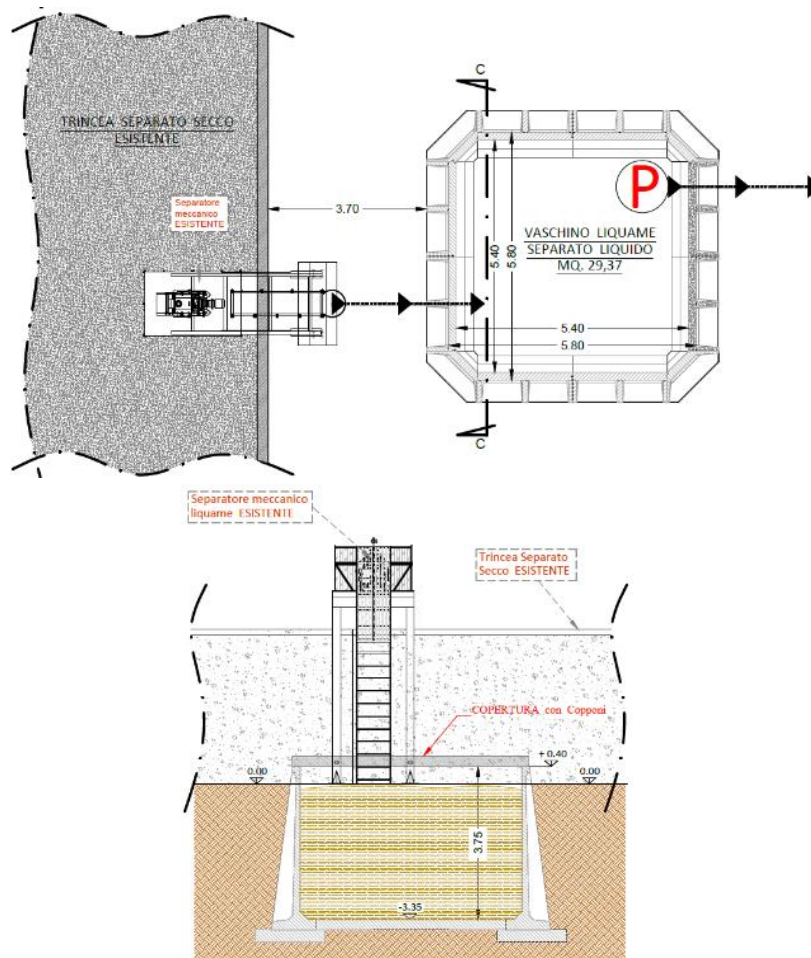 TRINCEA SEPARATO SECCO
ESISTENTE
Separatore
meccanico
ESISTENTE
3.70
C
P
VASCHINO LIQUAME
SEPARATO LIQUIDO
MQ. 29,37
5.40
5.80
5.40
5.80
C
Separatore meccanico
liquame ESISTENTE
Trincea Separato
Secco ESISTENTE
COPERTURA con Copponi
+ 0.40
0.00
0.00
3.75
-3.35